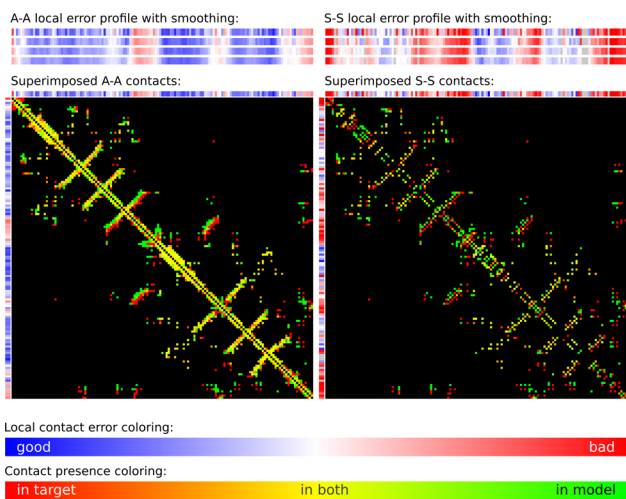 A-A local error profile with smoothing:
S-S local error profile with smoothing:
Superimposed A-A contacts:
Superimposed S-S contacts:
Local contact error coloring:
good
bad
Contact presence coloring:
in target
in both
in model